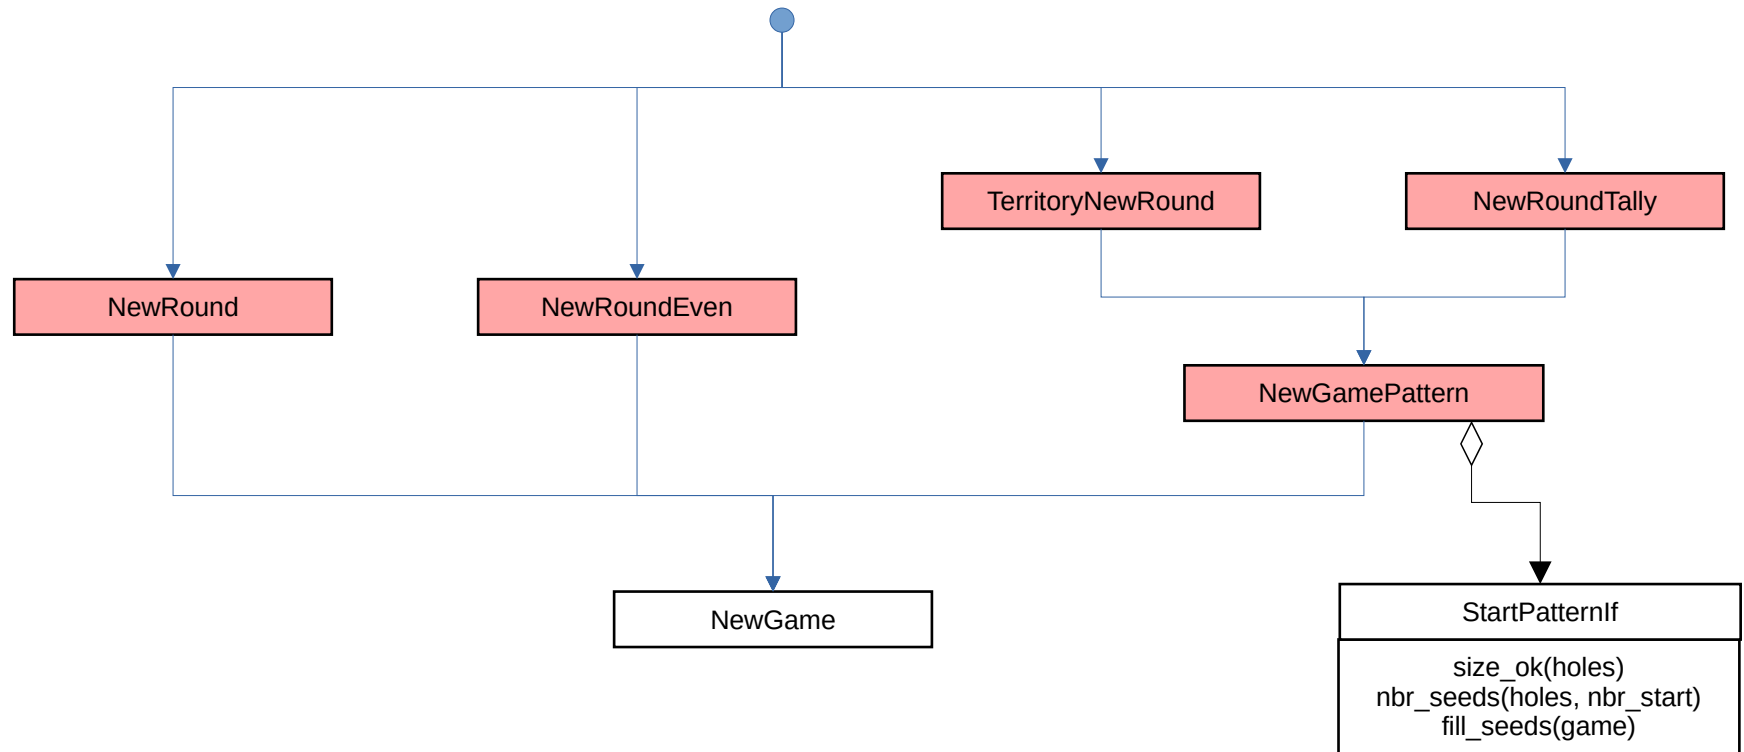 TerritoryNewRound
NewRoundTally
NewRound
NewRoundEven
NewGamePattern
NewGame
StartPatternIf
size_ok(holes)
nbr_seeds(holes, nbr_start)
fill_seeds(game)